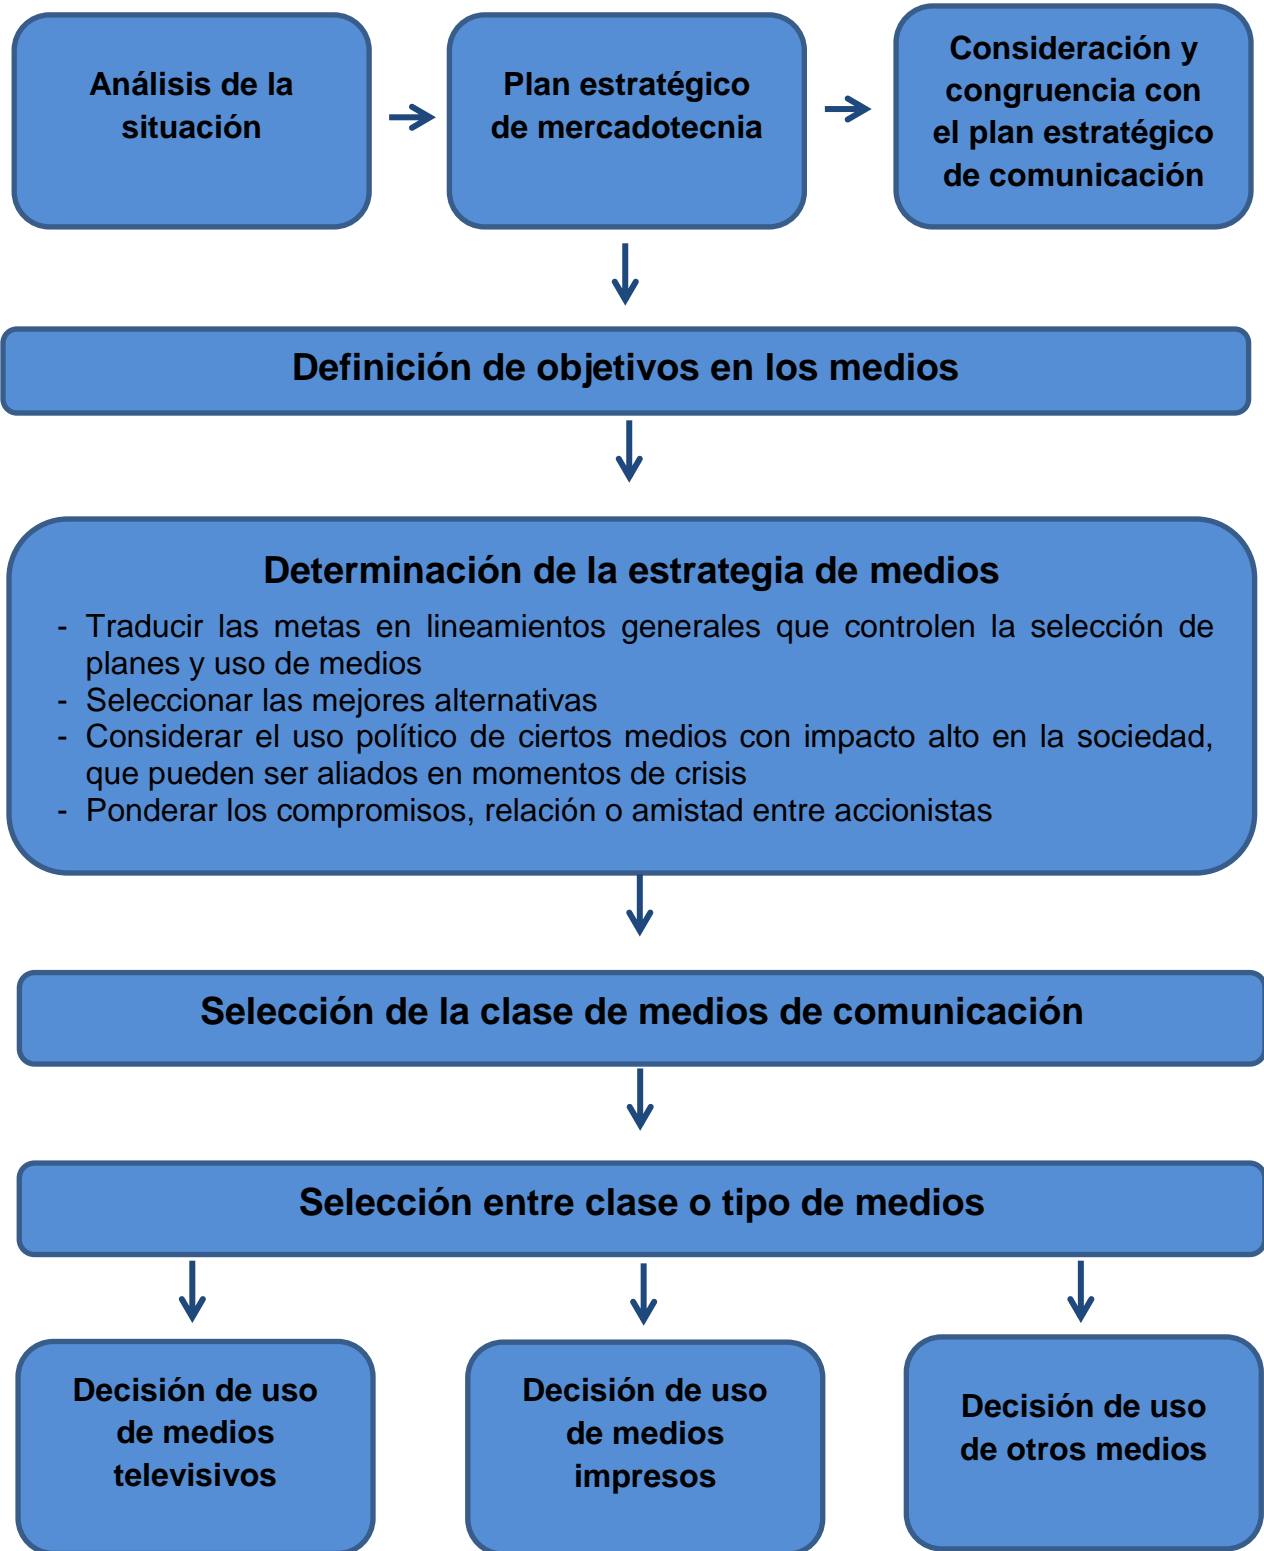 Análisis de la
situación
Plan estratégico
de mercadotecnia
Consideración y
congruencia con
el plan estratégico
de comunicación
Definición de objetivos en los medios
Determinación de la estrategia de medios
- Traducir las metas en lineamientos generales que controlen la selección de
planes y uso de medios
- Seleccionar las mejores alternativas
- Considerar el uso político de ciertos medios con impacto alto en la sociedad,
que pueden ser aliados en momentos de crisis
- Ponderar los compromisos, relación o amistad entre accionistas
Selección de la clase de medios de comunicación
Selección entre clase o tipo de medios
Decisión de uso
de medios
televisivos
Decisión de uso
de medios
impresos
Decisión de uso
de otros medios